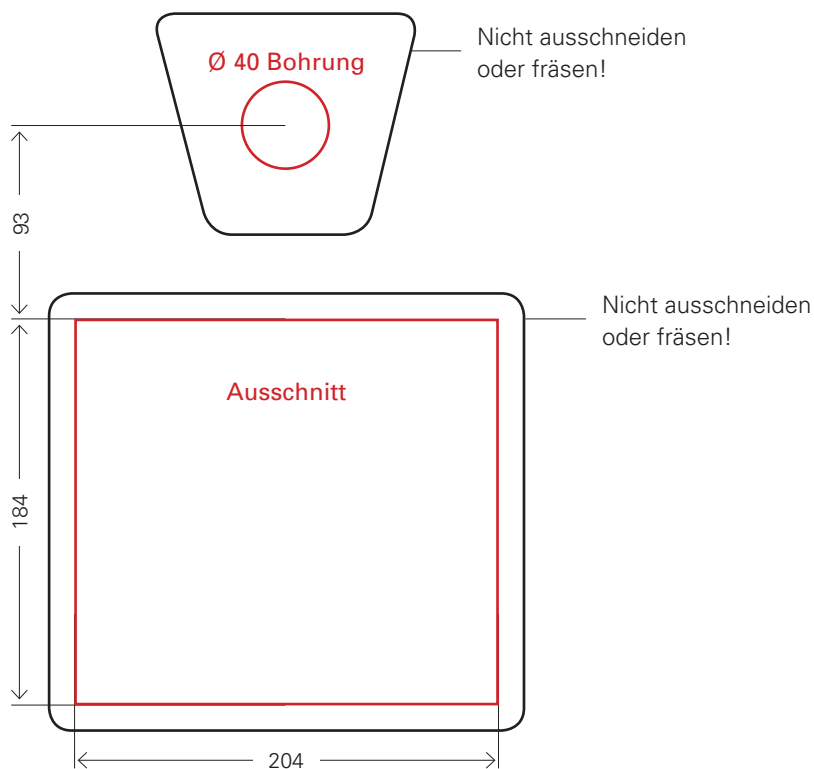 Nicht ausschneiden
oder fräsen!
Ø 40 Bohrung
93
Nicht ausschneiden
oder fräsen!
Ausschnitt
184
204